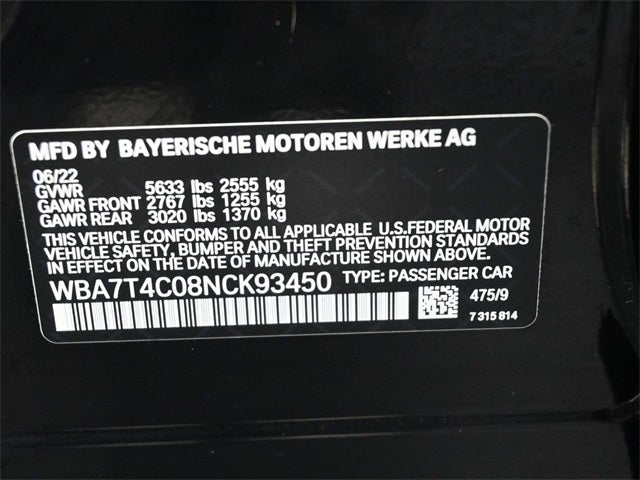 MFD BY BAYERISCHE MOTOREN WERKE AG
06/22
GVWR 5633 lbs 2555 kg
GAWR FRONT 2767 lbs 1255 kg
GAWR REAR 3020 lbs 1370 kg
THIS VEHICLE CONFORMS TO ALL APPLICABLE U.S.FEDERAL MOTOR
VEHICLE SAFETY, BUMPER AND THEFT PREVENTION STANDARDS
IN EFFECT ON THE DATE OF MANUFACTURE SHOWN ABOVE.
WBA7T4C08NCK93450 TYPE: PASSENGER CAR
475/9
7 315 814